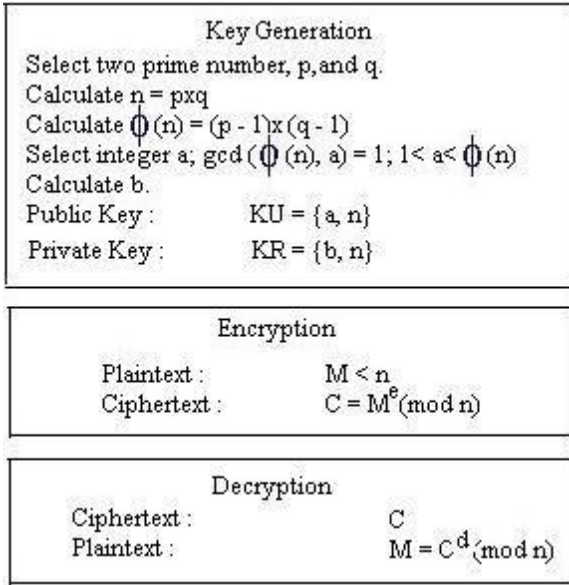 Key Generation
Select two prime number, p,and q.
Calculate n = pxq
Calculate ϕ(n) = (p - 1)x(q - 1)
Select integer a; gcd (ϕ(n), a) = 1; 1< a< ϕ(n)
Calculate b.
Public Key : KU = {a, n}
Private Key : KR = {b, n}
Encryption
Plaintext : M < n
Ciphertext : C = M^e(mod n)
Decryption
Ciphertext : C
Plaintext : M = C^d(mod n)